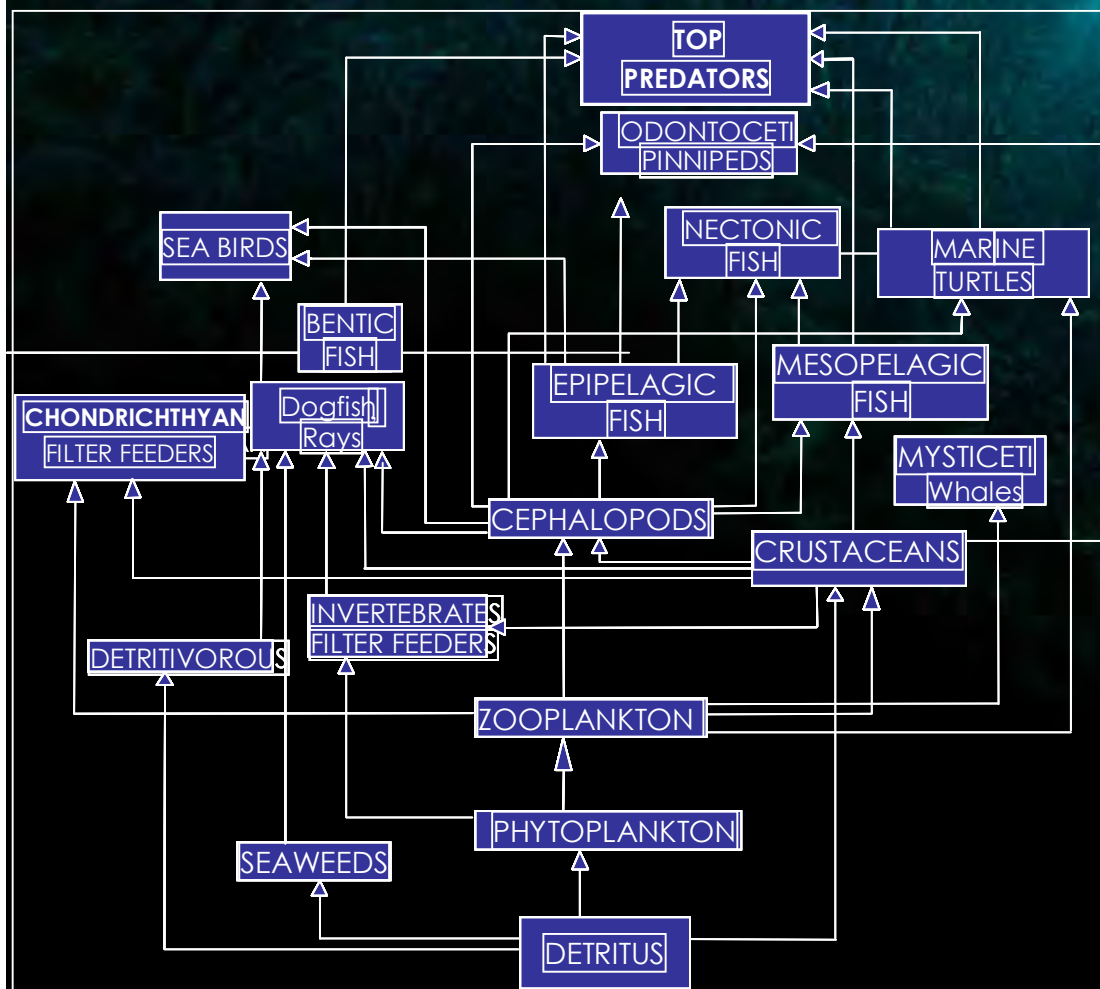 TOP
PREDATORS
ODONTOCETI
PINNIPEDS
SEA BIRDS
NECTONIC
FISH
MARINE
TURTLES
BENTIC
FISH
EPIPELAGIC
FISH
MESOPELAGIC
FISH
CHONDRICHTHYAN
FILTER FEEDERS
Dogfish,
Rays
MYSTICETI
Whales
CEPHALOPODS
CRUSTACEANS
INVERTEBRATES
FILTER FEEDERS
DETRITIVOROUS
ZOOPLANKTON
PHYTOPLANKTON
SEAWEEDS
DETRITUS